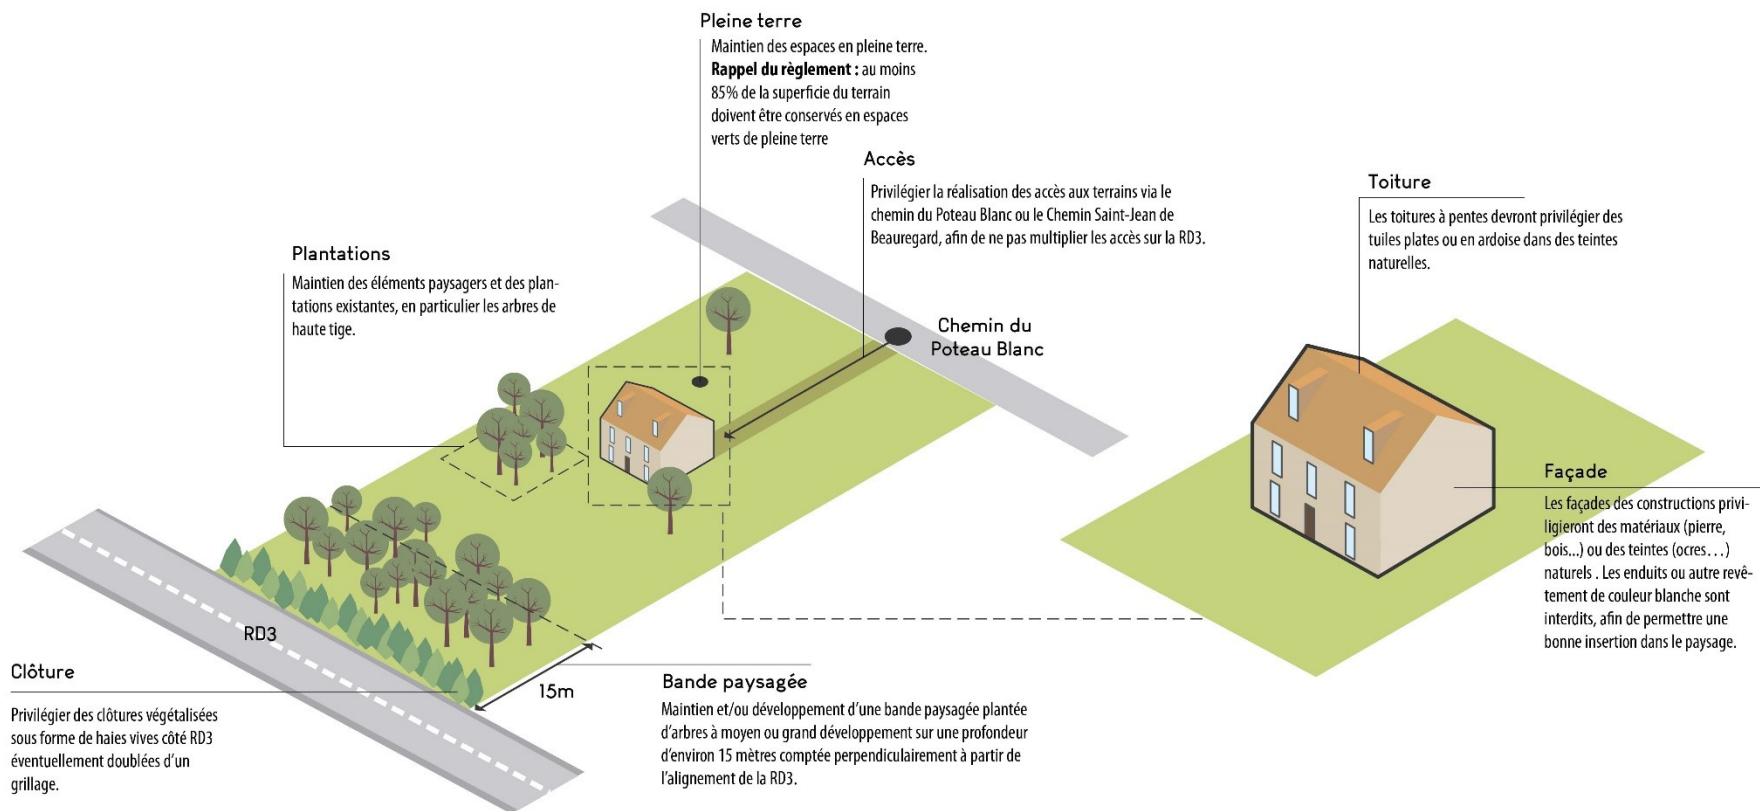 Pleine terre
Maintien des espaces en pleine terre.
Rappel du règlement : au moins
85% de la superficie du terrain
doivent être conservés en espaces
verts de pleine terre
Accès
Privilégier la réalisation des accès aux terrains via le
chemin du Poteau Blanc ou le Chemin Saint-Jean de
Beauregard, afin de ne pas multiplier les accès sur la RD3.
Toiture
Les toitures à pentes devront privilégier des
tuiles plates ou en ardoise dans des teintes
naturelles.
Plantations
Maintien des éléments paysagers et des plan-
tations existantes, en particulier les arbres de
haute tige.
Chemin du
Poteau Blanc
Façade
Les façades des constructions privi-
ligieront des matériaux (pierre,
bois...) ou des teintes (ocres...)
naturels . Les enduits ou autre revê-
tement de couleur blanche sont
interdits, afin de permettre une
bonne insertion dans le paysage.
RD3
Clôture
Privilégier des clôtures végétalisées
sous forme de haies vives côté RD3
éventuellement doublées d'un
grillage.
15m
Bande paysagée
Maintien et/ou développement d'une bande paysagée plantée
d'arbres à moyen ou grand développement sur une profondeur
d'environ 15 mètres comptée perpendiculairement à partir de
l'alignement de la RD3.